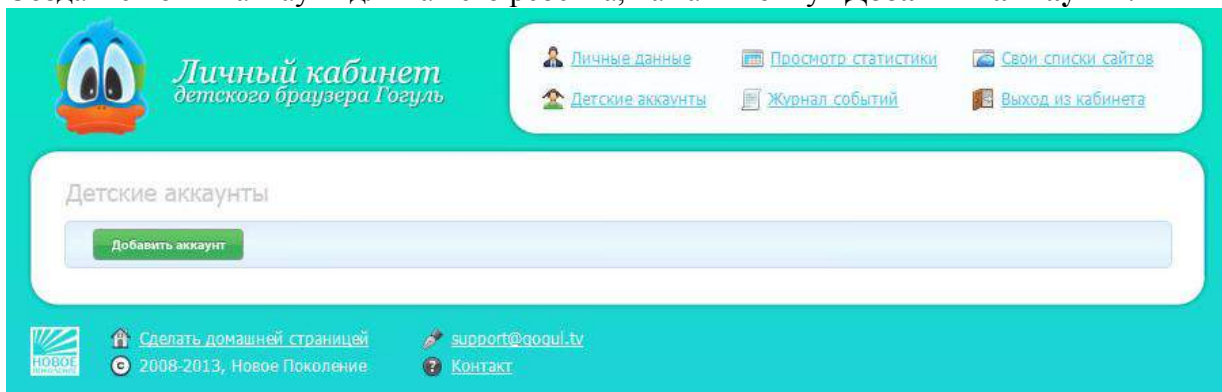 Личный кабинет
детского браузера Гогуль
Личные данные Просмотр статистики Свои списки сайтов
Детские аккаунты Журнал событий Выход из кабинета
Детские аккаунты
Добавить аккаунт
Сделать домашней страницей support@gogul.tv
НОВОЕ © 2008-2013, Новое Поколение Контакт